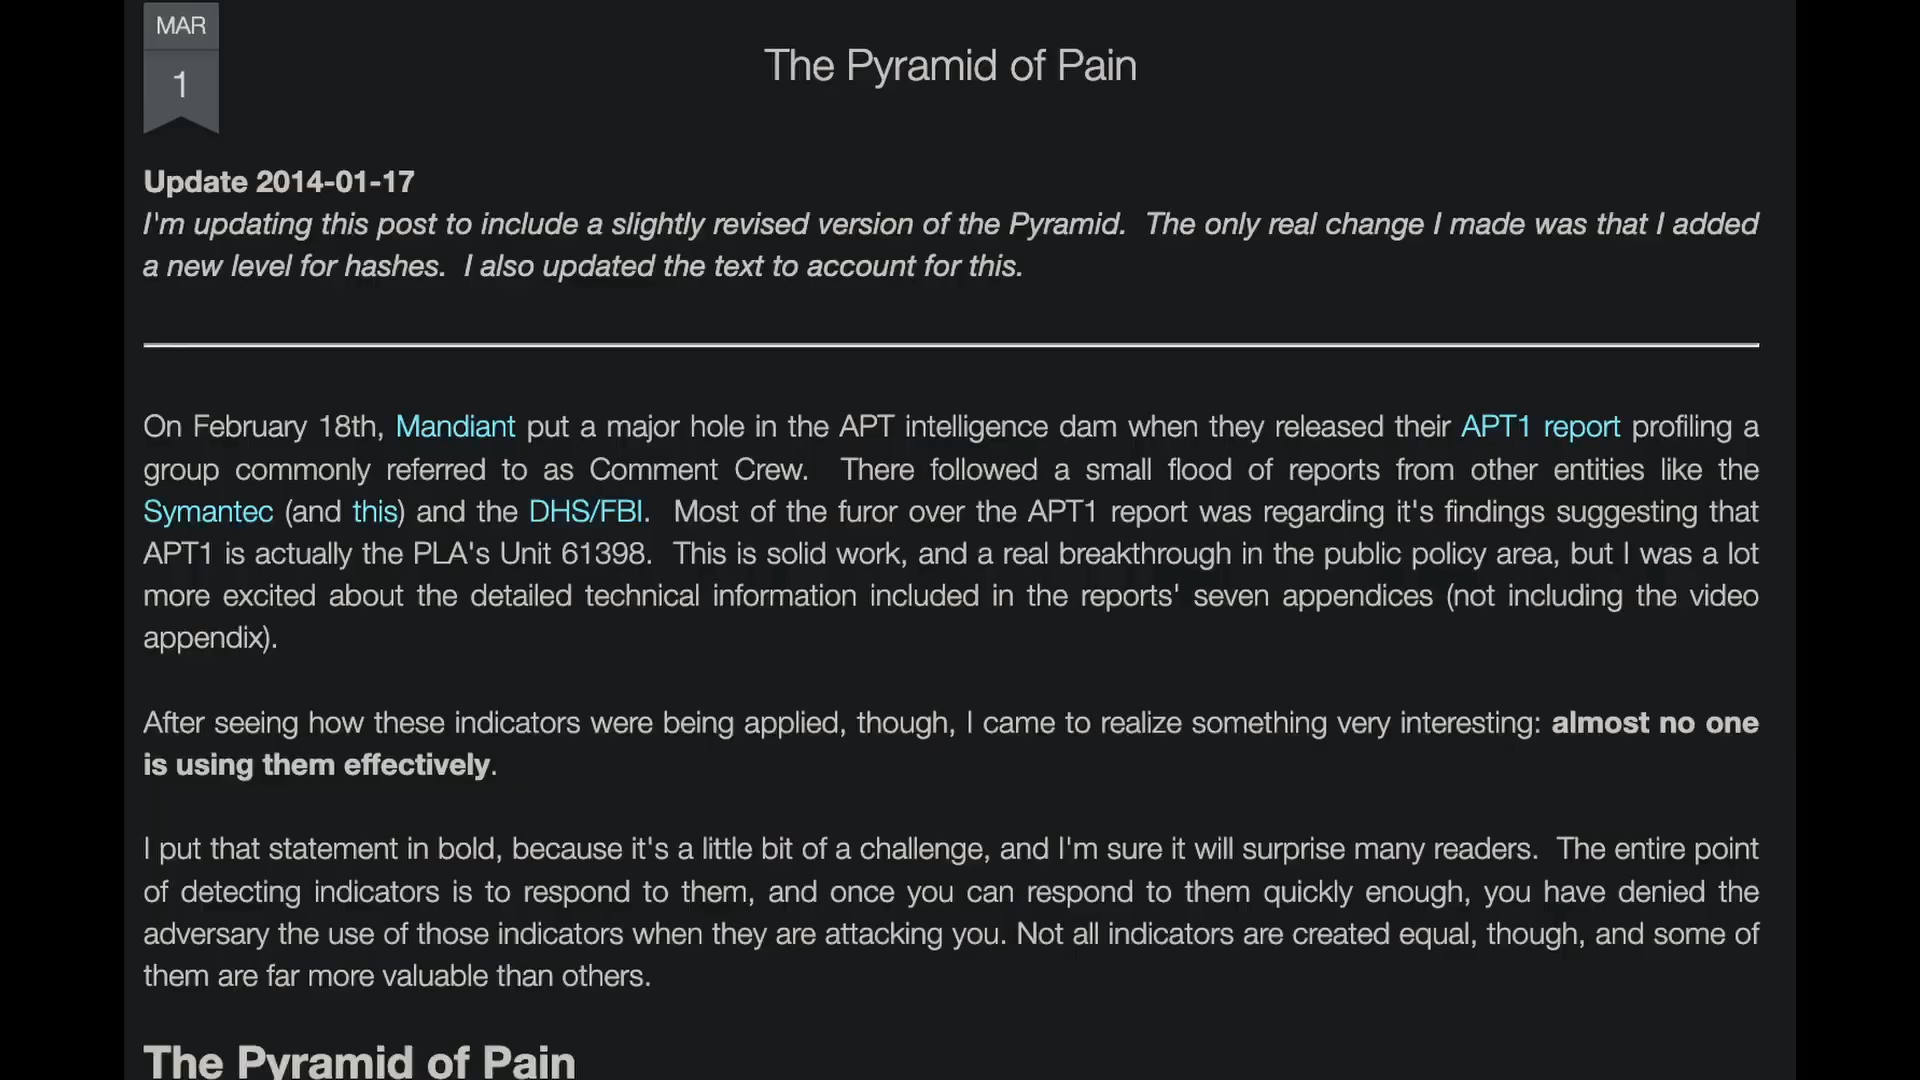 MAR
1
The Pyramid of Pain
Update 2014-01-17
I'm updating this post to include a slightly revised version of the Pyramid.  The only real change I made was that I added
a new level for hashes.  I also updated the text to account for this.
On February 18th, Mandiant put a major hole in the APT intelligence dam when they released their APT1 report profiling a
group commonly referred to as Comment Crew.  There followed a small flood of reports from other entities like the
Symantec (and this) and the DHS/FBI.  Most of the furor over the APT1 report was regarding it's findings suggesting that
APT1 is actually the PLA's Unit 61398.  This is solid work, and a real breakthrough in the public policy area, but I was a lot
more excited about the detailed technical information included in the reports' seven appendices (not including the video
appendix).
After seeing how these indicators were being applied, though, I came to realize something very interesting: almost no one
is using them effectively.
I put that statement in bold, because it's a little bit of a challenge, and I'm sure it will surprise many readers.  The entire point
of detecting indicators is to respond to them, and once you can respond to them quickly enough, you have denied the
adversary the use of those indicators when they are attacking you. Not all indicators are created equal, though, and some of
them are far more valuable than others.
The Pyramid of Pain